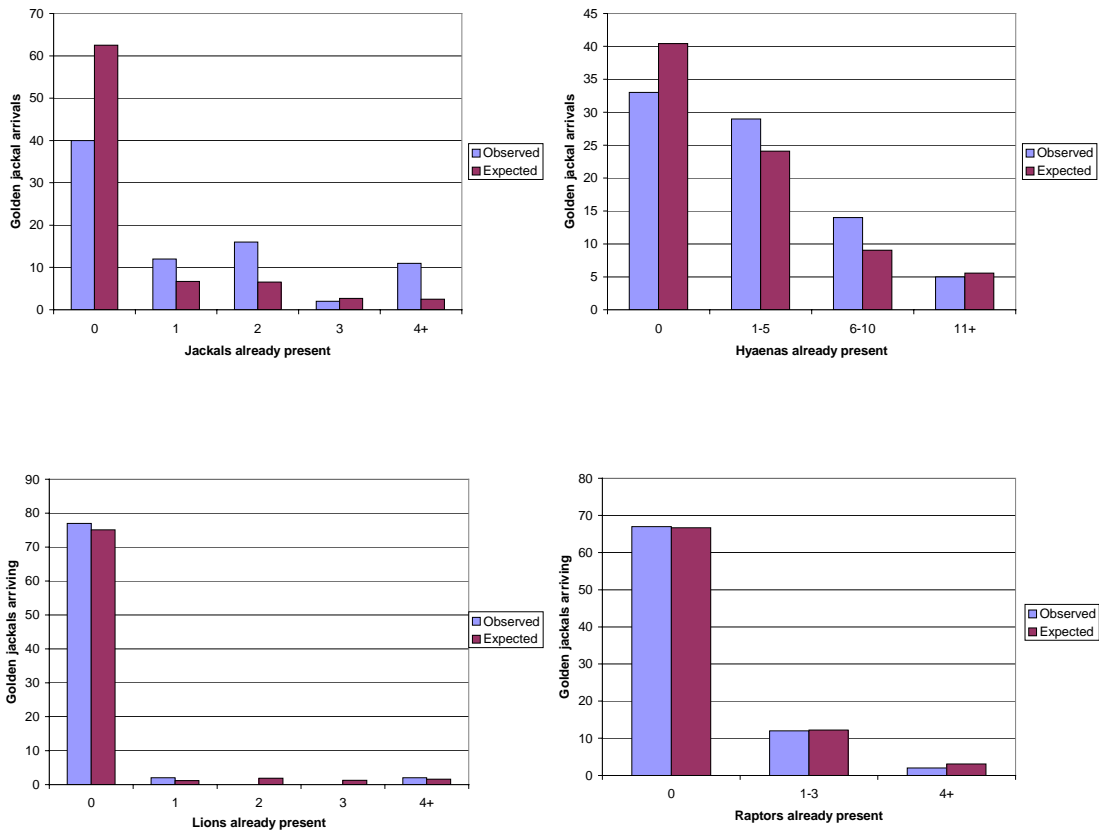 70
60
50
40
30
20
10
0
Golden jackal arrivals
0 1 2 3 4+
Jackals already present
Observed
Expected
45
40
35
30
25
20
15
10
5
0
Golden jackal arrivals
0 1-5 6-10 11+
Hyaenas already present
Observed
Expected
90
80
70
60
50
40
30
20
10
0
Golden jackals arriving
0 1 2 3 4+
Lions already present
Observed
Expected
80
70
60
50
40
30
20
10
0
Golden jackals arriving
0 1-3 4+
Raptors already present
Observed
Expected